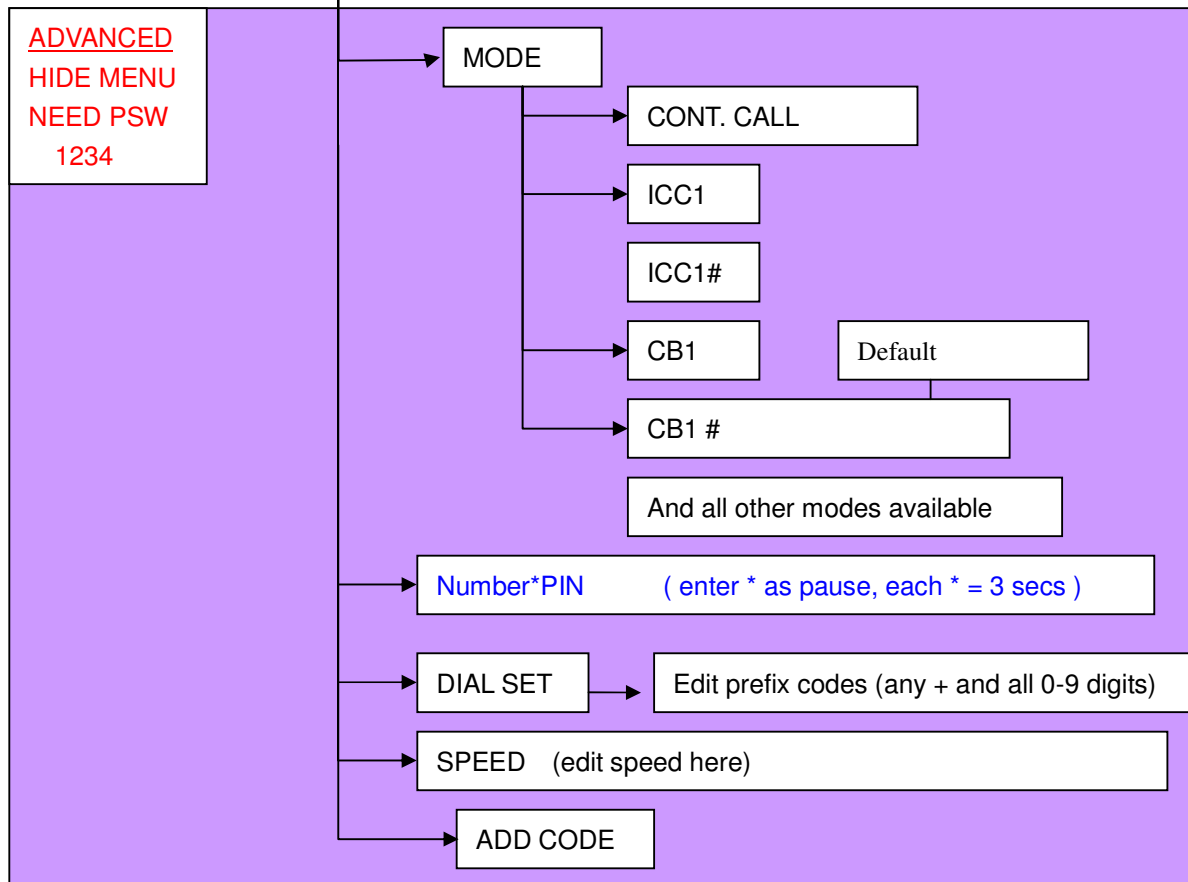 ADVANCED
HIDE MENU
NEED PSW
1234
MODE
CONT. CALL
ICC1
ICC1#
CB1
Default
CB1 #
And all other modes available
Number*PIN ( enter * as pause, each * = 3 secs )
DIAL SET
Edit prefix codes (any + and all 0-9 digits)
SPEED (edit speed here)
ADD CODE